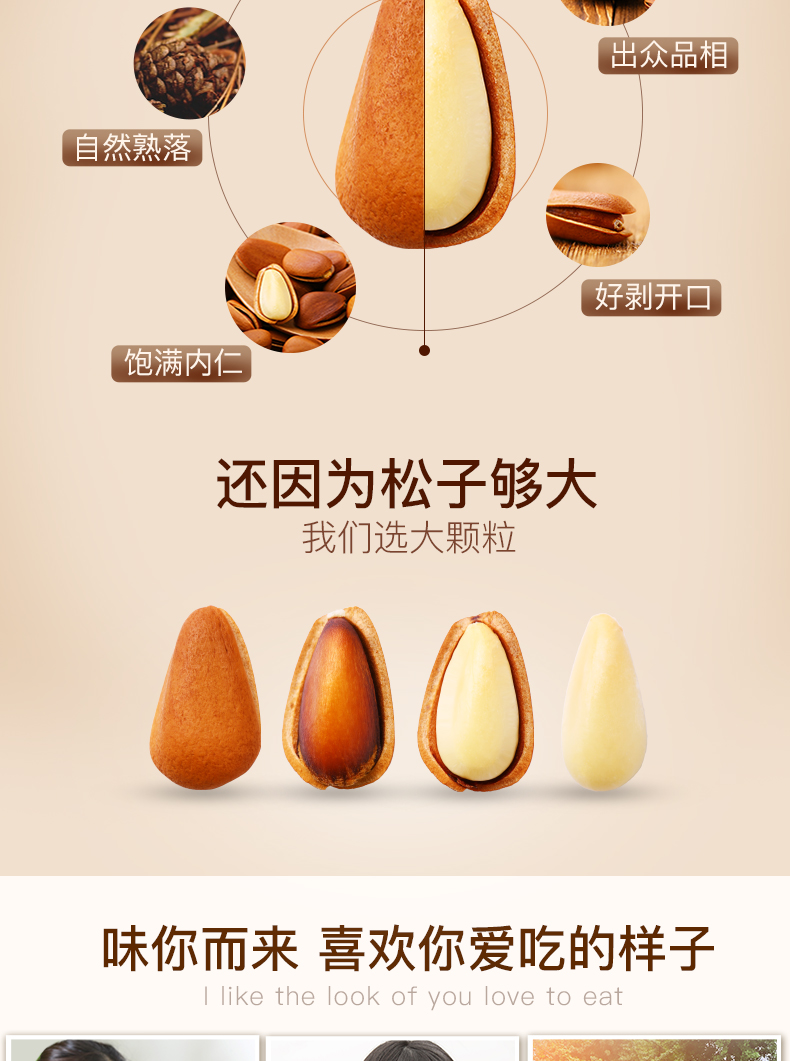 出众品相
自然熟落
好剥开口
饱满内仁
还因为松子够大
我们选大颗粒
味你而来 喜欢你爱吃的样子
I like the look of you love to eat